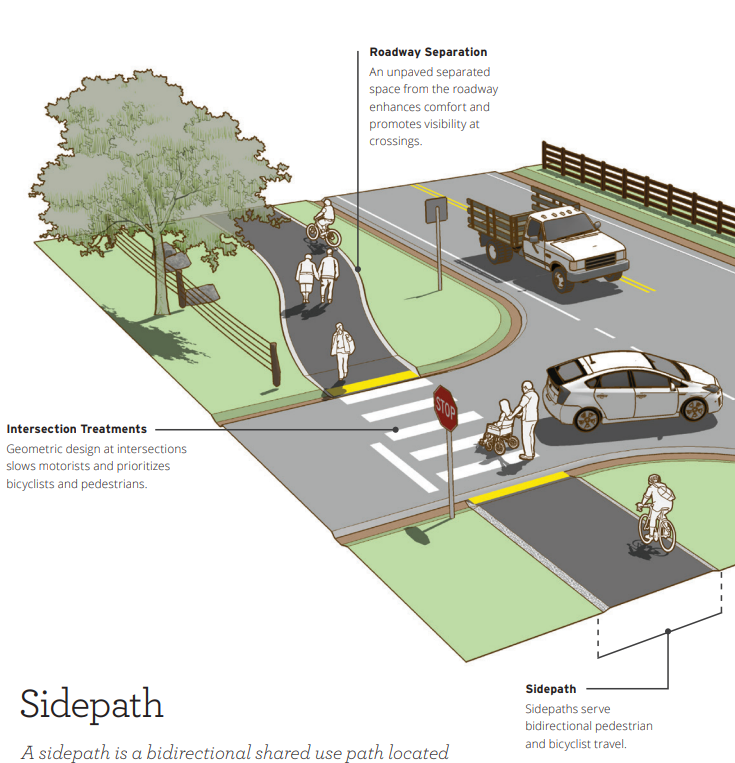 Roadway Separation
An unpaved separated
space from the roadway
enhances comfort and
promotes visibility at
crossings.
STOP
Intersection Treatments
Geometric design at intersections
slows motorists and prioritizes
bicyclists and pedestrians.
Sidepath
Sidepaths serve
bidirectional pedestrian
and bicyclist travel.
Sidepath
A sidepath is a bidirectional shared use path located